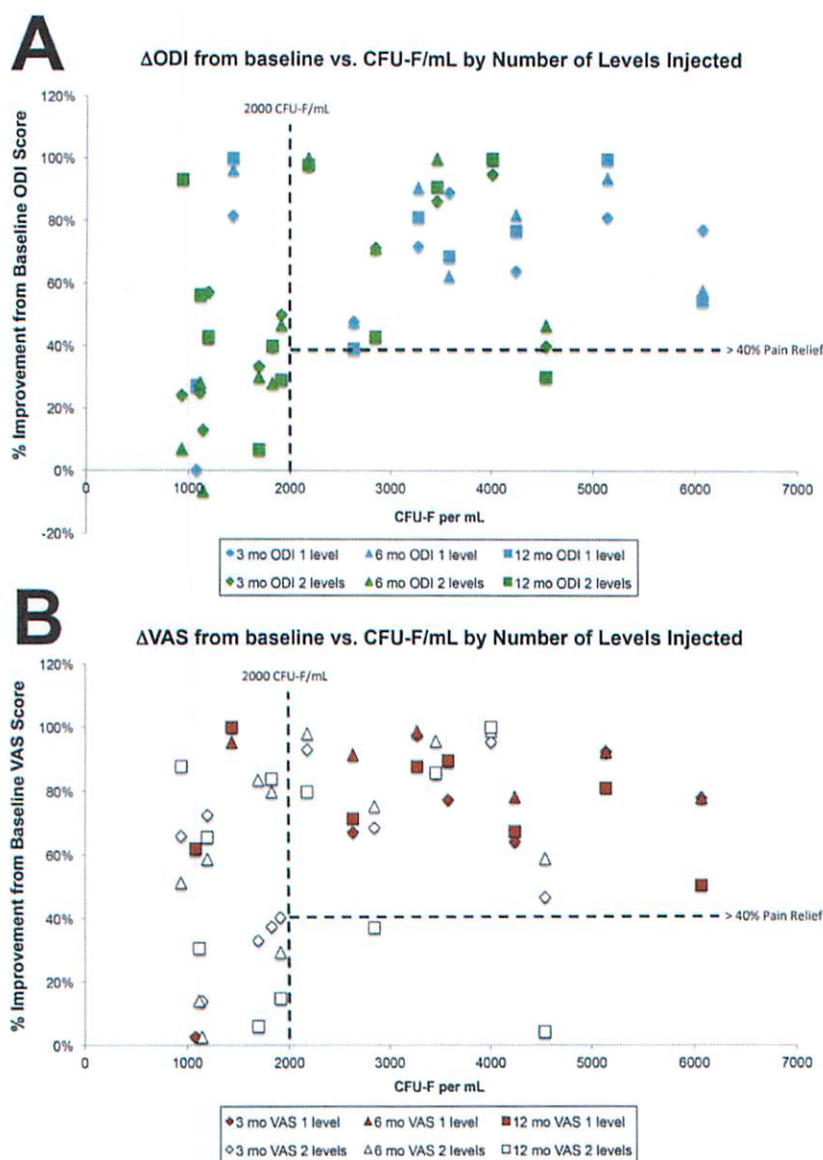 A
ΔODI from baseline vs. CFU-F/mL by Number of Levels Injected
% Improvement from Baseline ODI Score
120%
100%
80%
60%
40%
20%
0%
-20%
2000 CFU-F/mL
> 40% Pain Relief
0 1000 2000 3000 4000 5000 6000 7000
CFU-F per mL
3 mo ODI 1 level 6 mo ODI 1 level 12 mo ODI 1 level
3 mo ODI 2 levels 6 mo ODI 2 levels 12 mo ODI 2 levels
B
ΔVAS from baseline vs. CFU-F/mL by Number of Levels Injected
% Improvement from Baseline VAS Score
120%
100%
80%
60%
40%
20%
0%
2000 CFU-F/mL
> 40% Pain Relief
0 1000 2000 3000 4000 5000 6000 7000
CFU-F per mL
3 mo VAS 1 level 6 mo VAS 1 level 12 mo VAS 1 level
3 mo VAS 2 levels 6 mo VAS 2 levels 12 mo VAS 2 levels